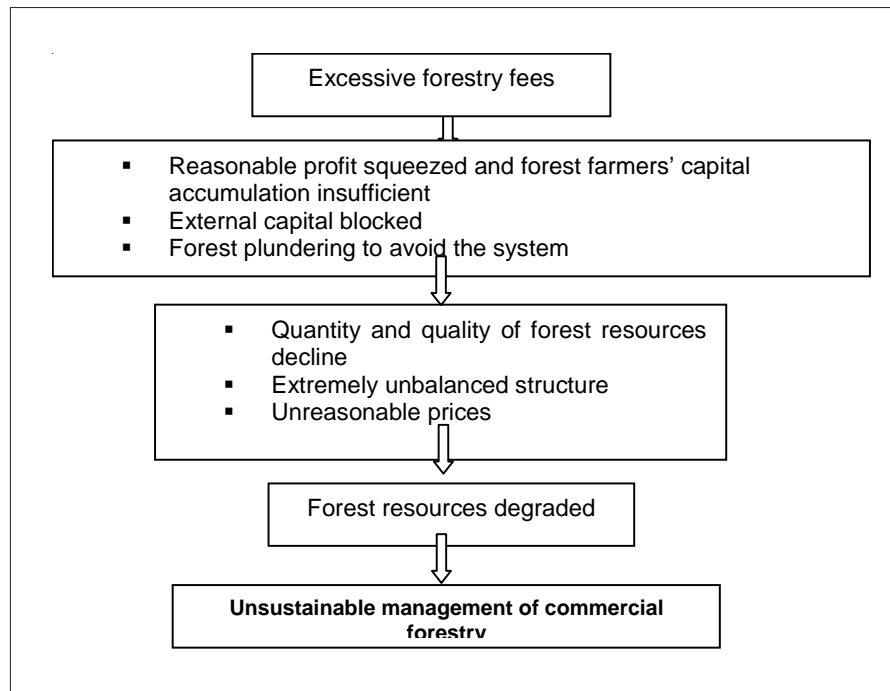 Excessive forestry fees
▪ Reasonable profit squeezed and forest farmers’ capital
accumulation insufficient
▪ External capital blocked
▪ Forest plundering to avoid the system
▪ Quantity and quality of forest resources
decline
▪ Extremely unbalanced structure
▪ Unreasonable prices
Forest resources degraded
Unsustainable management of commercial
forestry